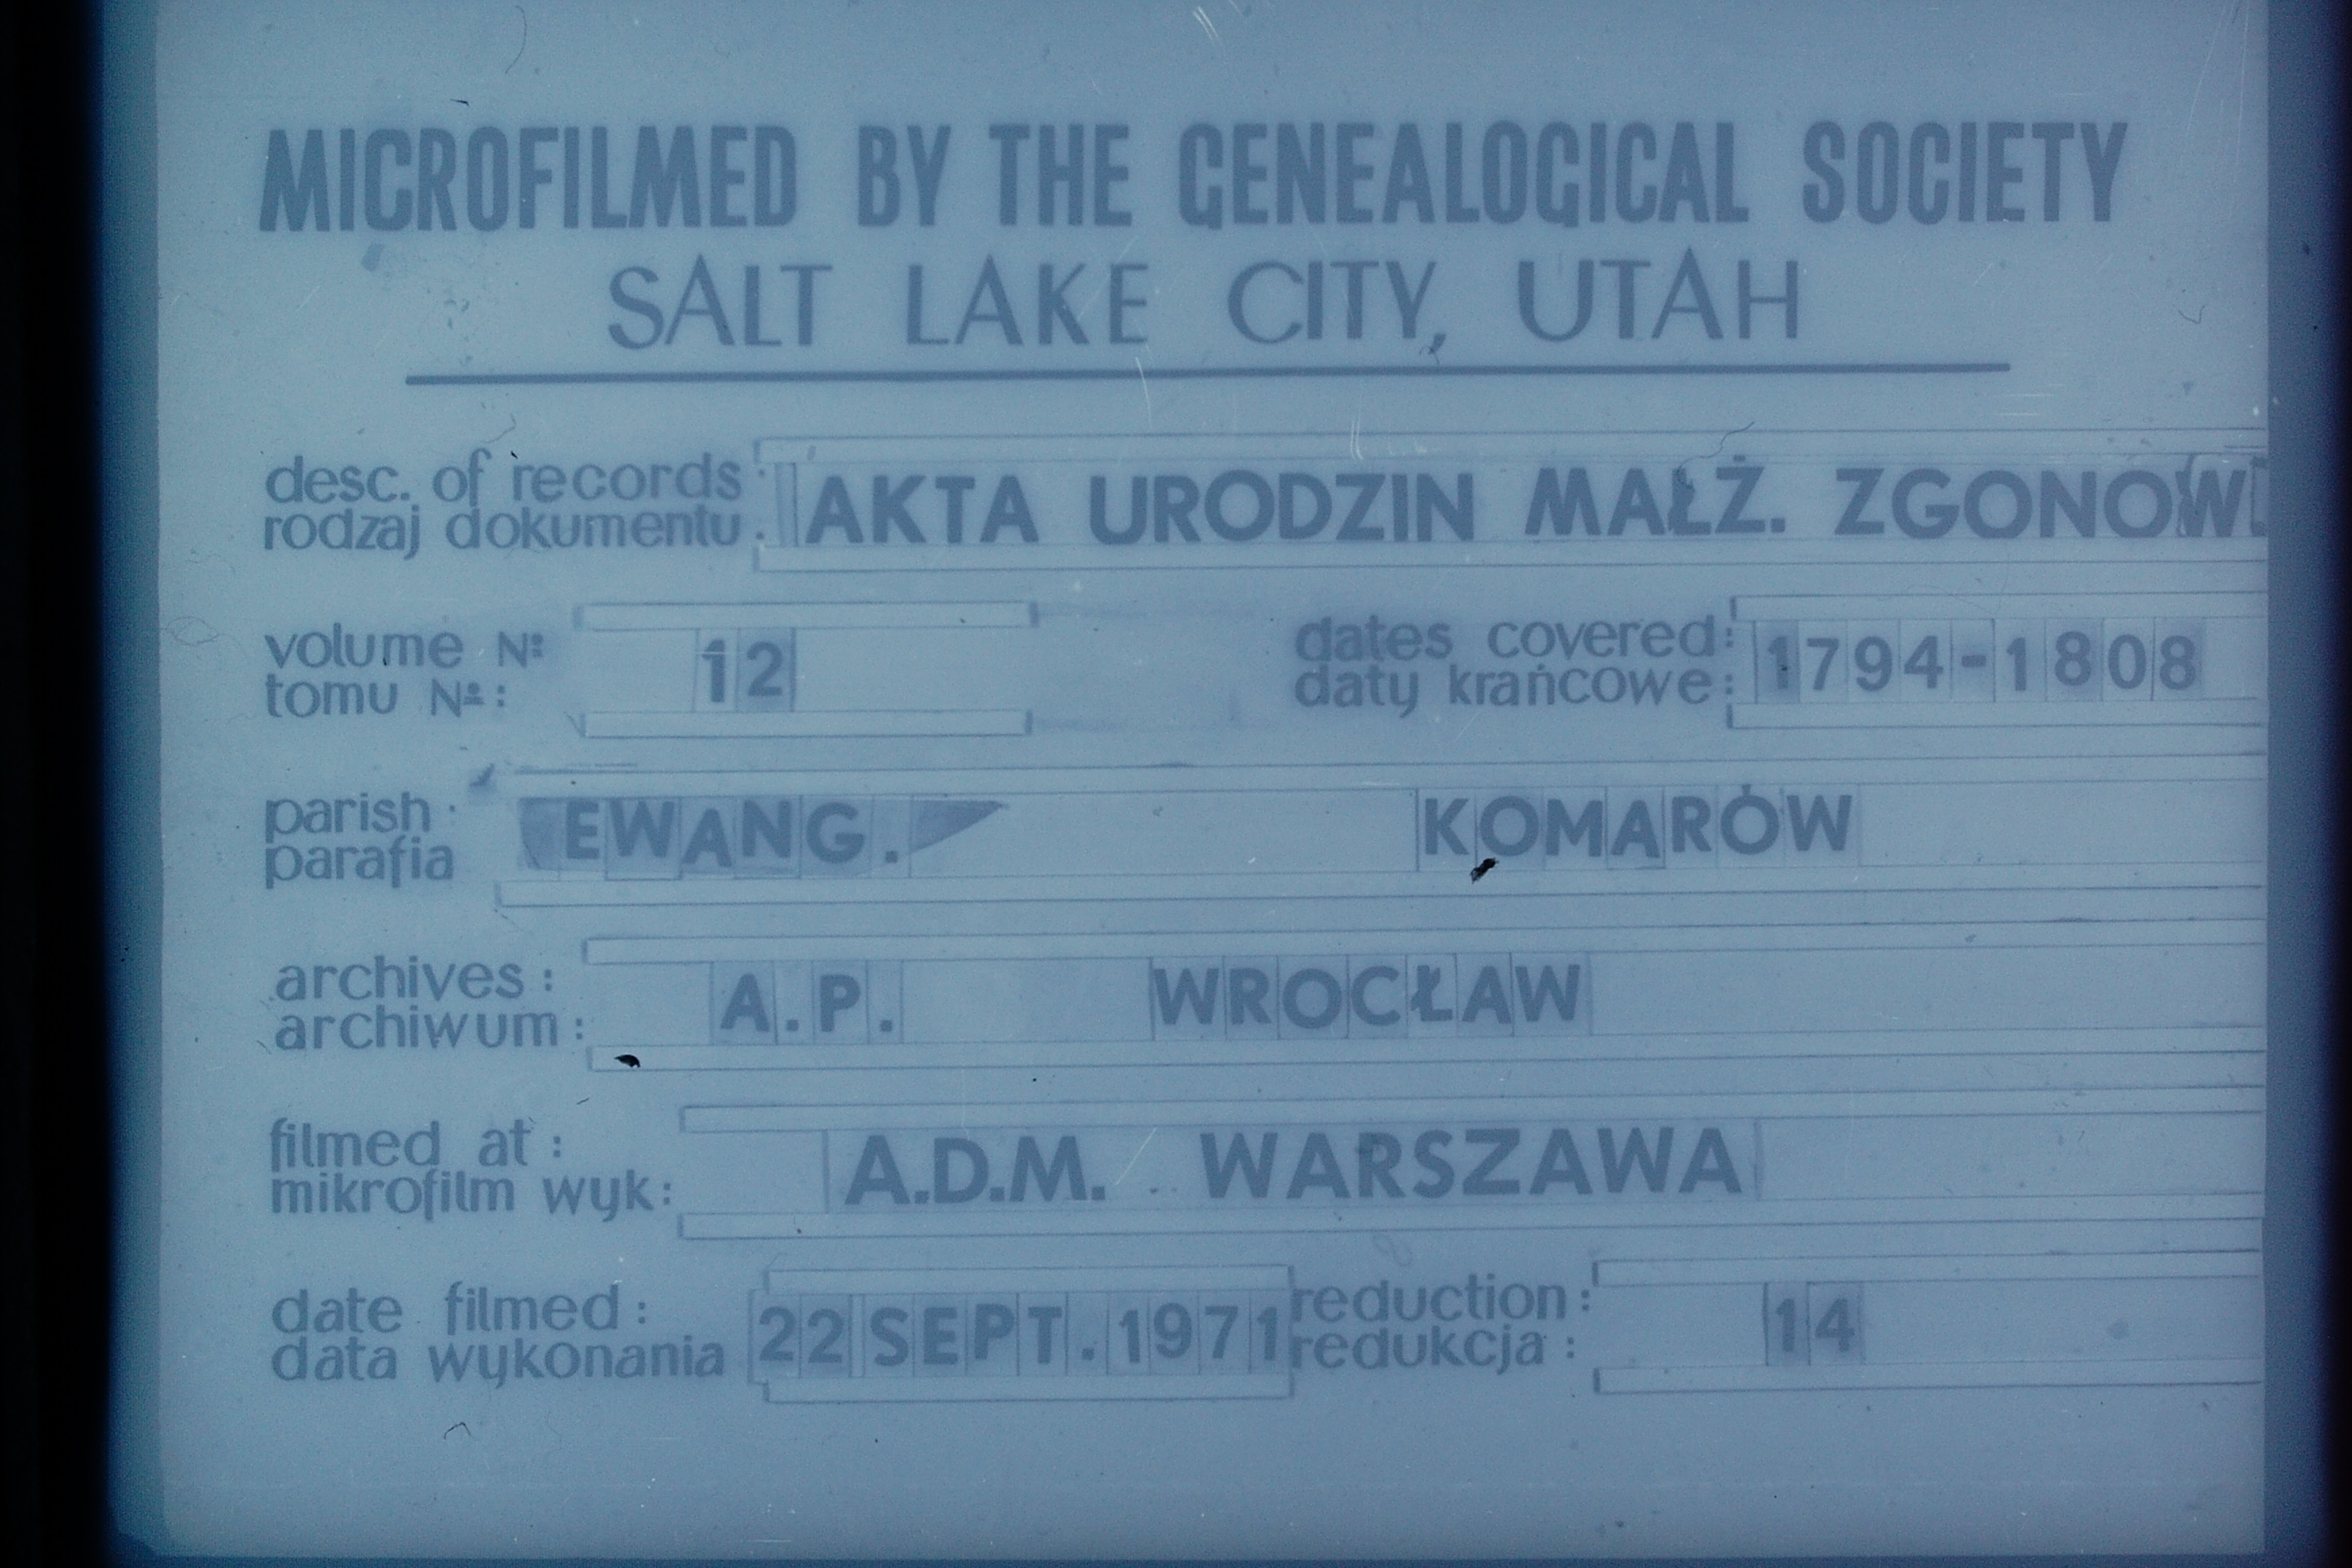 MICROFILMED BY THE GENEALOGICAL SOCIETY
SALT LAKE CITY, UTAH
desc. of records: AKTA URODZIN MAŁŻ. ZGONOW
rodzaj dokumentu:
volume Nº 12 dates covered: 1794-1808
tomu Nº: daty krańcowe:
parish: EWANG. KOMARÓW
parafia
archives: A.P. WROCŁAW
archiwum:
filmed at: A.D.M. WARSZAWA
mikrofilm wyk:
date filmed: 22 SEPT. 1971 reduction: 14
data wykonania redukcja: